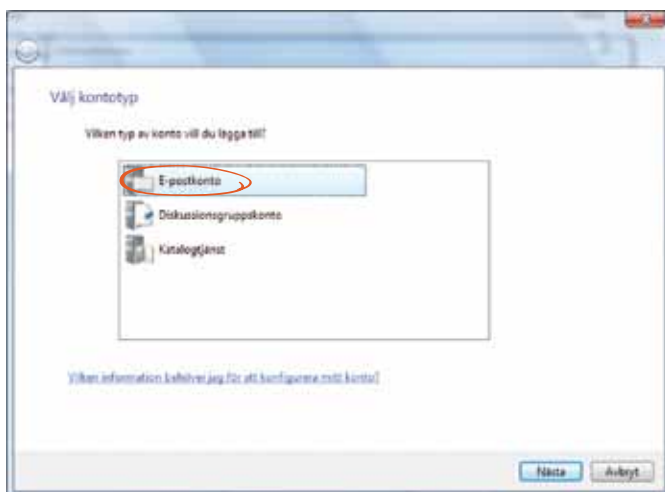 Välj kontotyp
Vilken typ av konto vill du lägga till?
E-postkonto
Diskussionsgruppskonto
Katalogtjänst
Vilken information behöver jag för att konfigurera mitt konto?
Nästa
Avbryt